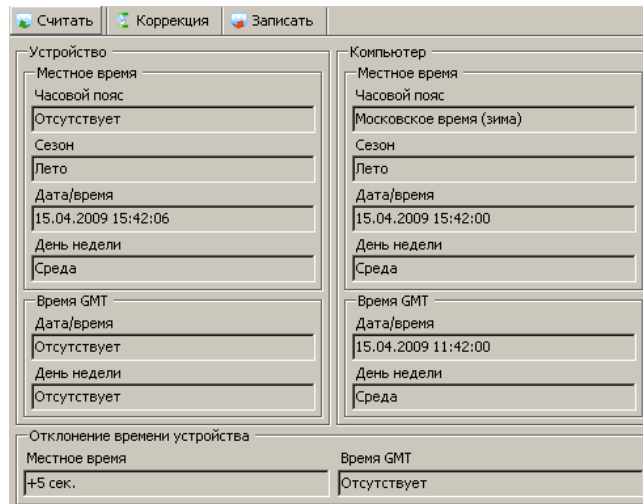 Считать Коррекция Записать
Устройство
Местное время
Часовой пояс
Отсутствует
Сезон
Лето
Дата/время
15.04.2009 15:42:06
День недели
Среда
Время GMT
Дата/время
Отсутствует
День недели
Отсутствует
Компьютер
Местное время
Часовой пояс
Московское время (зима)
Сезон
Лето
Дата/время
15.04.2009 15:42:00
День недели
Среда
Время GMT
Дата/время
15.04.2009 11:42:00
День недели
Среда
Отклонение времени устройства
Местное время
+5 сек.
Время GMT
Отсутствует